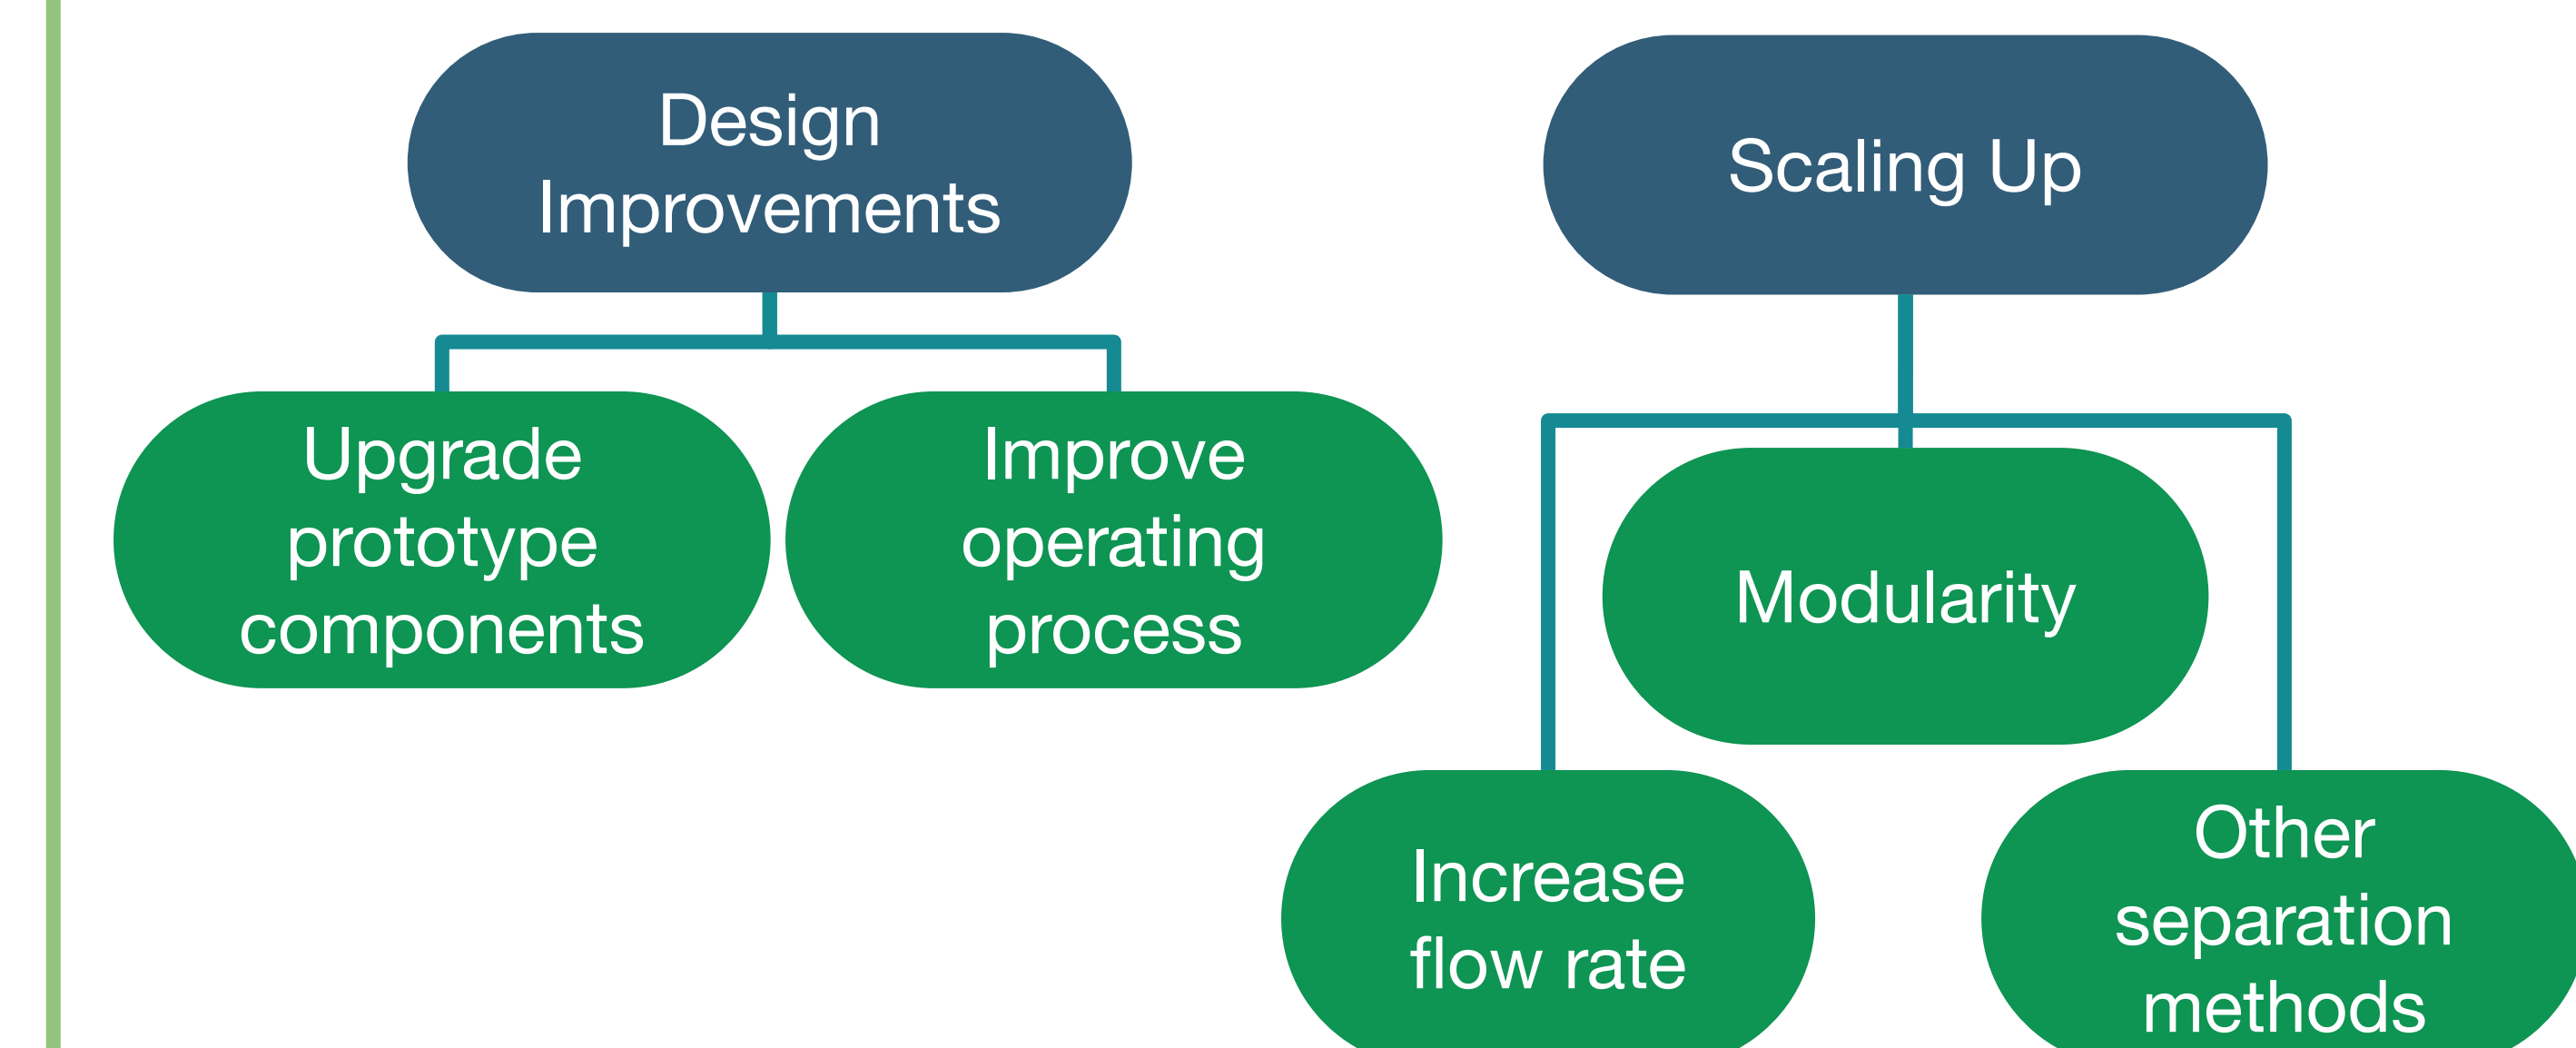 Design
Improvements
Upgrade
prototype
components
Improve
operating
process
Scaling Up
Modularity
Increase
flow rate
Other
separation
methods